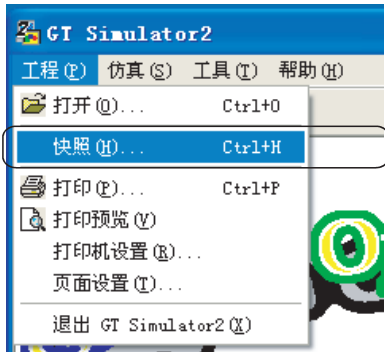 GT Simulator2
工程(P) 仿真(S) 工具(T) 帮助(H)
打开(O)... Ctrl+O
快照(H)... Ctrl+H
打印(P)... Ctrl+P
打印预览(V)
打印机设置(R)...
页面设置(T)...
退出 GT Simulator2(X)